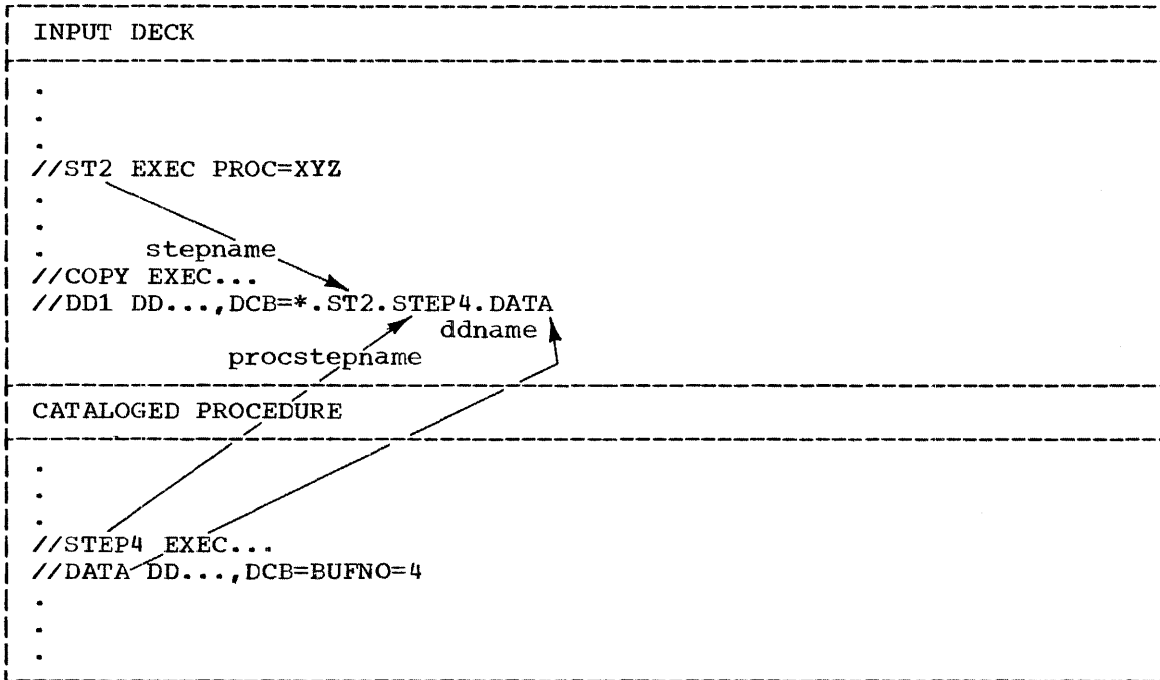 INPUT DECK
.
.
.
//ST2 EXEC PROC=XYZ
.
.
. stepname
//COPY EXEC...
//DD1 DD...,DCB=*.ST2.STEP4.DATA
ddname
procstepname
CATALOGED PROCEDURE
.
.
.
//STEP4 EXEC...
//DATA DD...,DCB=BUFNO=4
.
.
.